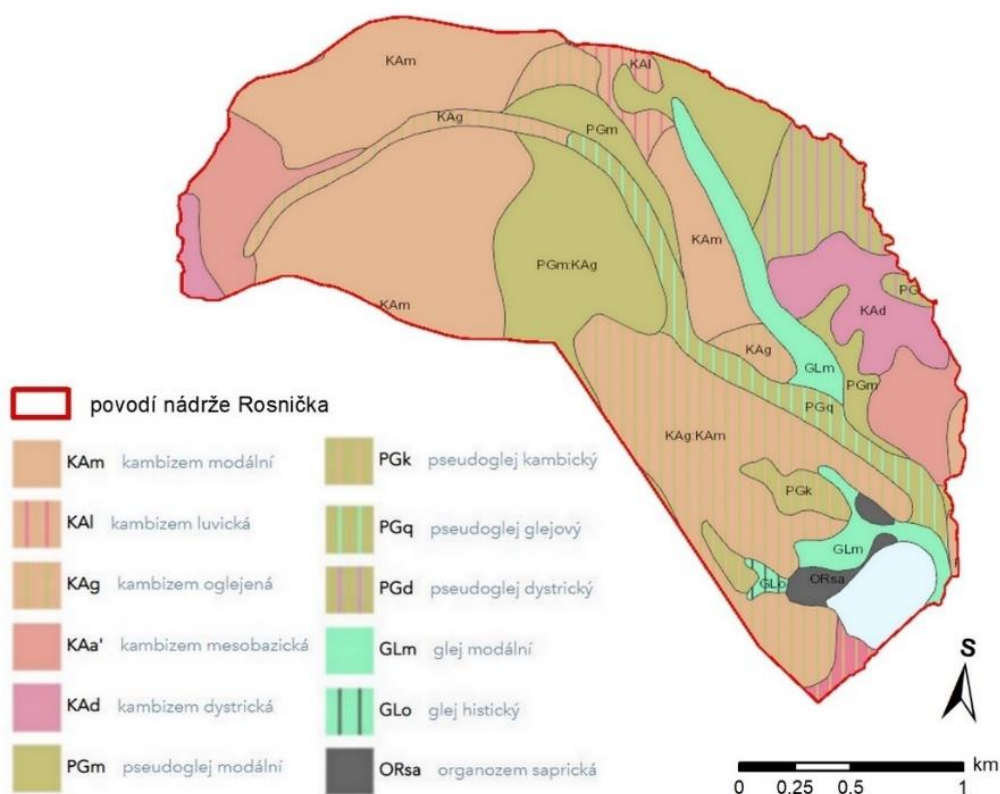 KAm
KAl
KAg
PGm
KAm
PGm:KAg
KAd
PG
KAm
KAg
GLm
PGm
PGq
KAg:KAm
PGk
GLm
ORsa
GLo
povodí nádrže Rosnička
KAm kambizem modální
KAl kambizem luvická
KAg kambizem oglejená
KAa' kambizem mesobazická
KAd kambizem dystrická
PGm pseudoglej modální
PGk pseudoglej kambický
PGq pseudoglej glejový
PGd pseudoglej dystrický
GLm glej modální
GLo glej histický
ORsa organozem saprická
S
km
0 0.25 0.5 1